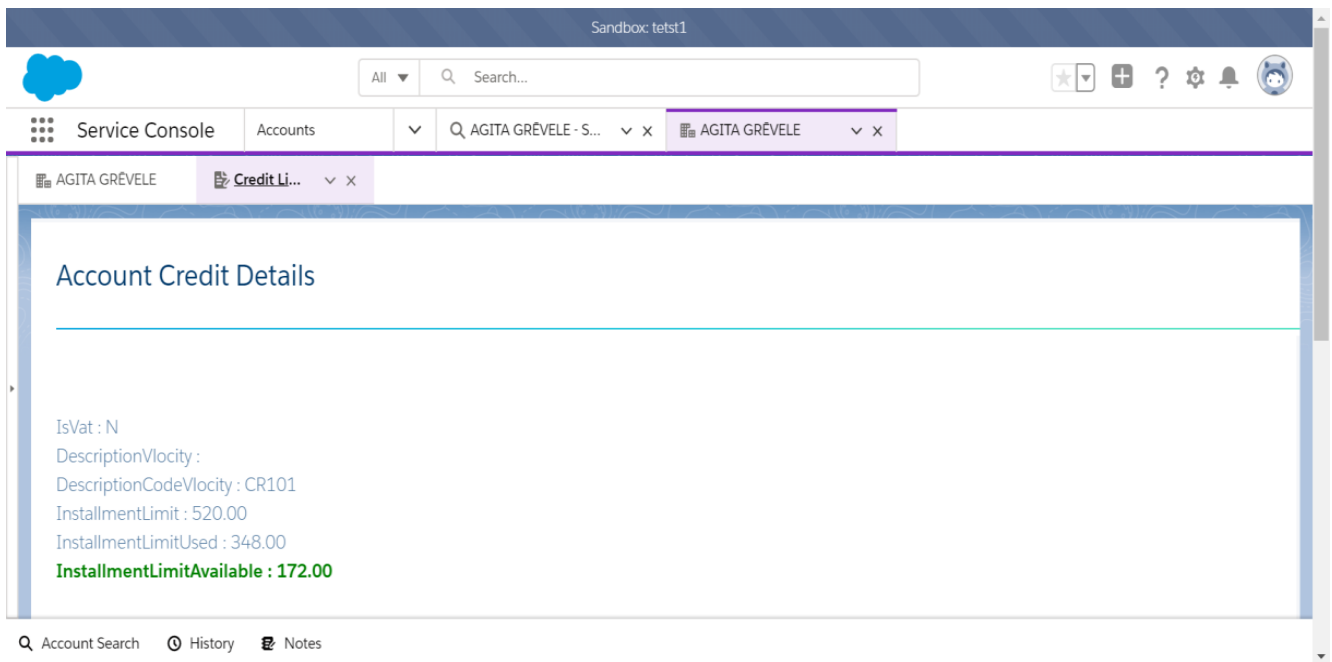 Sandbox: tetst1
All Search...
Service Console Accounts AGITA GRĒVELE - S... AGITA GRĒVELE
AGITA GRĒVELE Credit Li...
Account Credit Details
IsVat : N
DescriptionVlocity :
DescriptionCodeVlocity : CR101
InstallmentLimit : 520.00
InstallmentLimitUsed : 348.00
InstallmentLimitAvailable : 172.00
Account Search History Notes